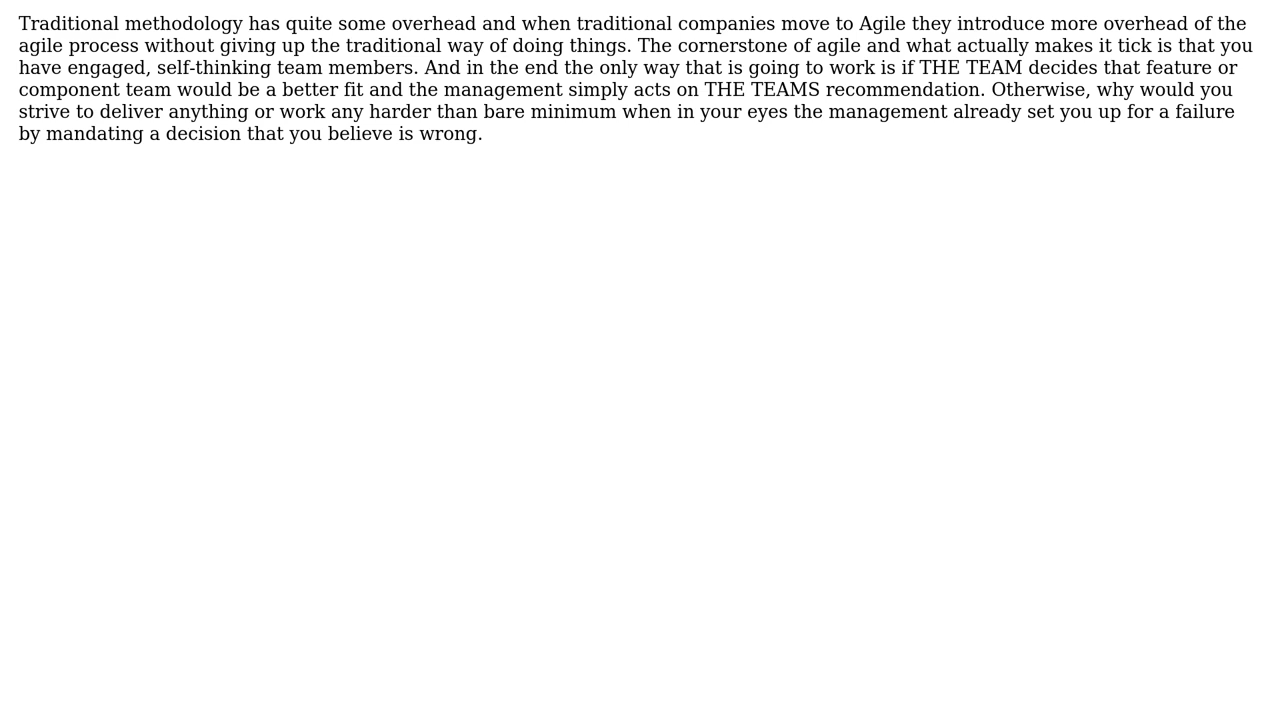 Traditional methodology has quite some overhead and when traditional companies move to Agile they introduce more overhead of the
agile process without giving up the traditional way of doing things. The cornerstone of agile and what actually makes it tick is that you
have engaged, self-thinking team members. And in the end the only way that is going to work is if THE TEAM decides that feature or
component team would be a better fit and the management simply acts on THE TEAMS recommendation. Otherwise, why would you
strive to deliver anything or work any harder than bare minimum when in your eyes the management already set you up for a failure
by mandating a decision that you believe is wrong.